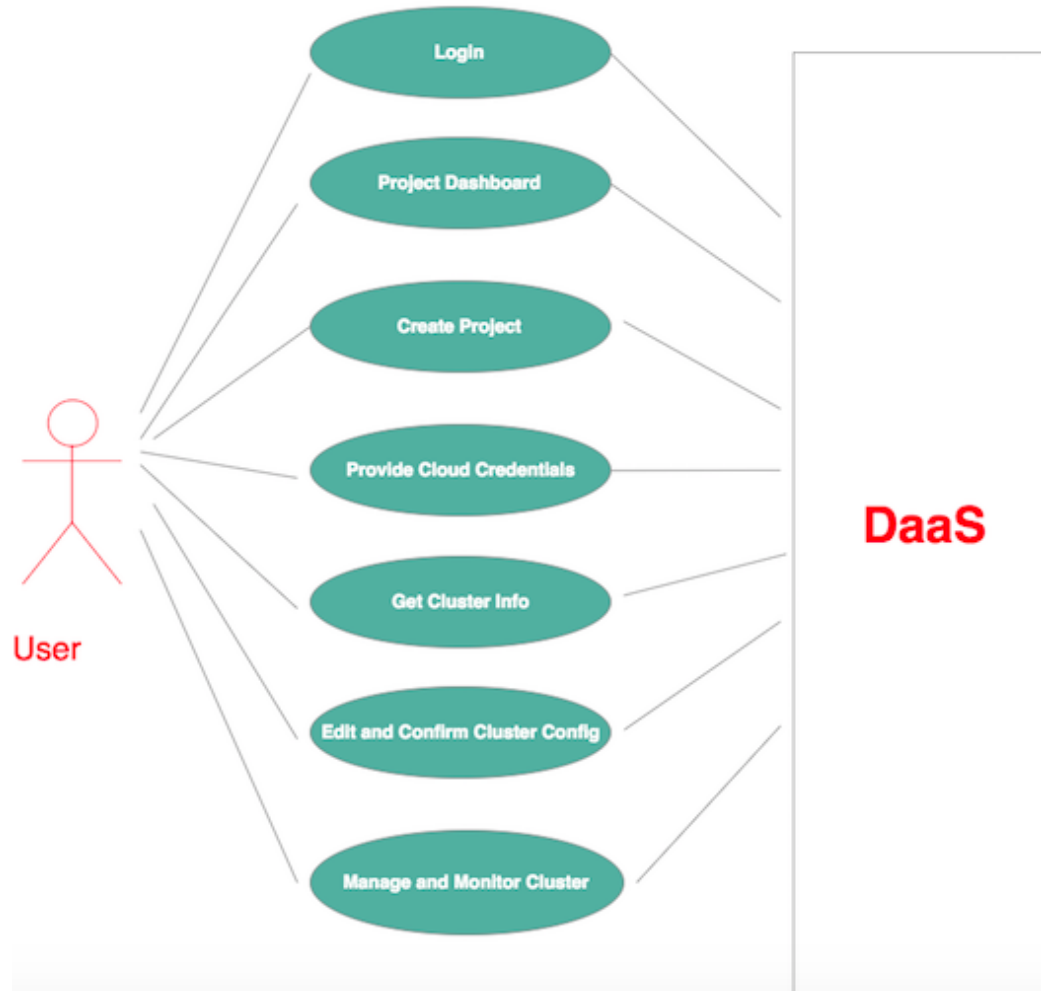 Login
Project Dashboard
Create Project
Provide Cloud Credentials
DaaS
Get Cluster Info
User
Edit and Confirm Cluster Config
Manage and Monitor Cluster